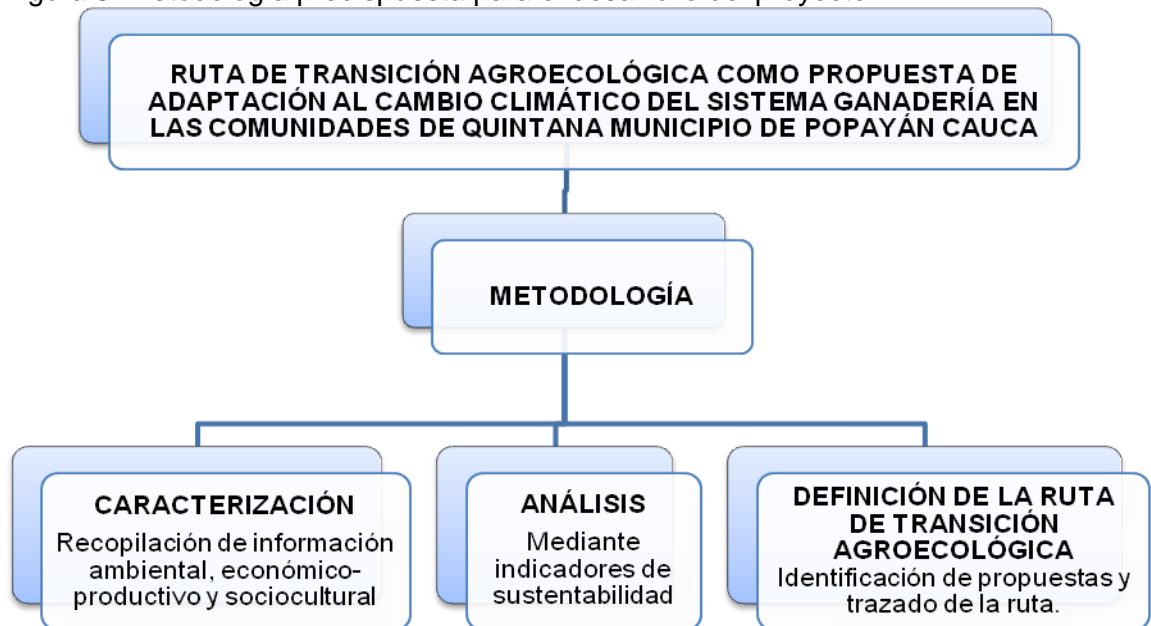 RUTA DE TRANSICIÓN AGROECOLÓGICA COMO PROPUESTA DE
ADAPTACIÓN AL CAMBIO CLIMÁTICO DEL SISTEMA GANADERÍA EN
LAS COMUNIDADES DE QUINTANA MUNICIPIO DE POPAYÁN CAUCA
METODOLOGÍA
CARACTERIZACIÓN
Recopilación de información
ambiental, económico-
productivo y sociocultural
ANÁLISIS
Mediante
indicadores de
sustentabilidad
DEFINICIÓN DE LA RUTA
DE TRANSICIÓN
AGROECOLÓGICA
Identificación de propuestas y
trazado de la ruta.